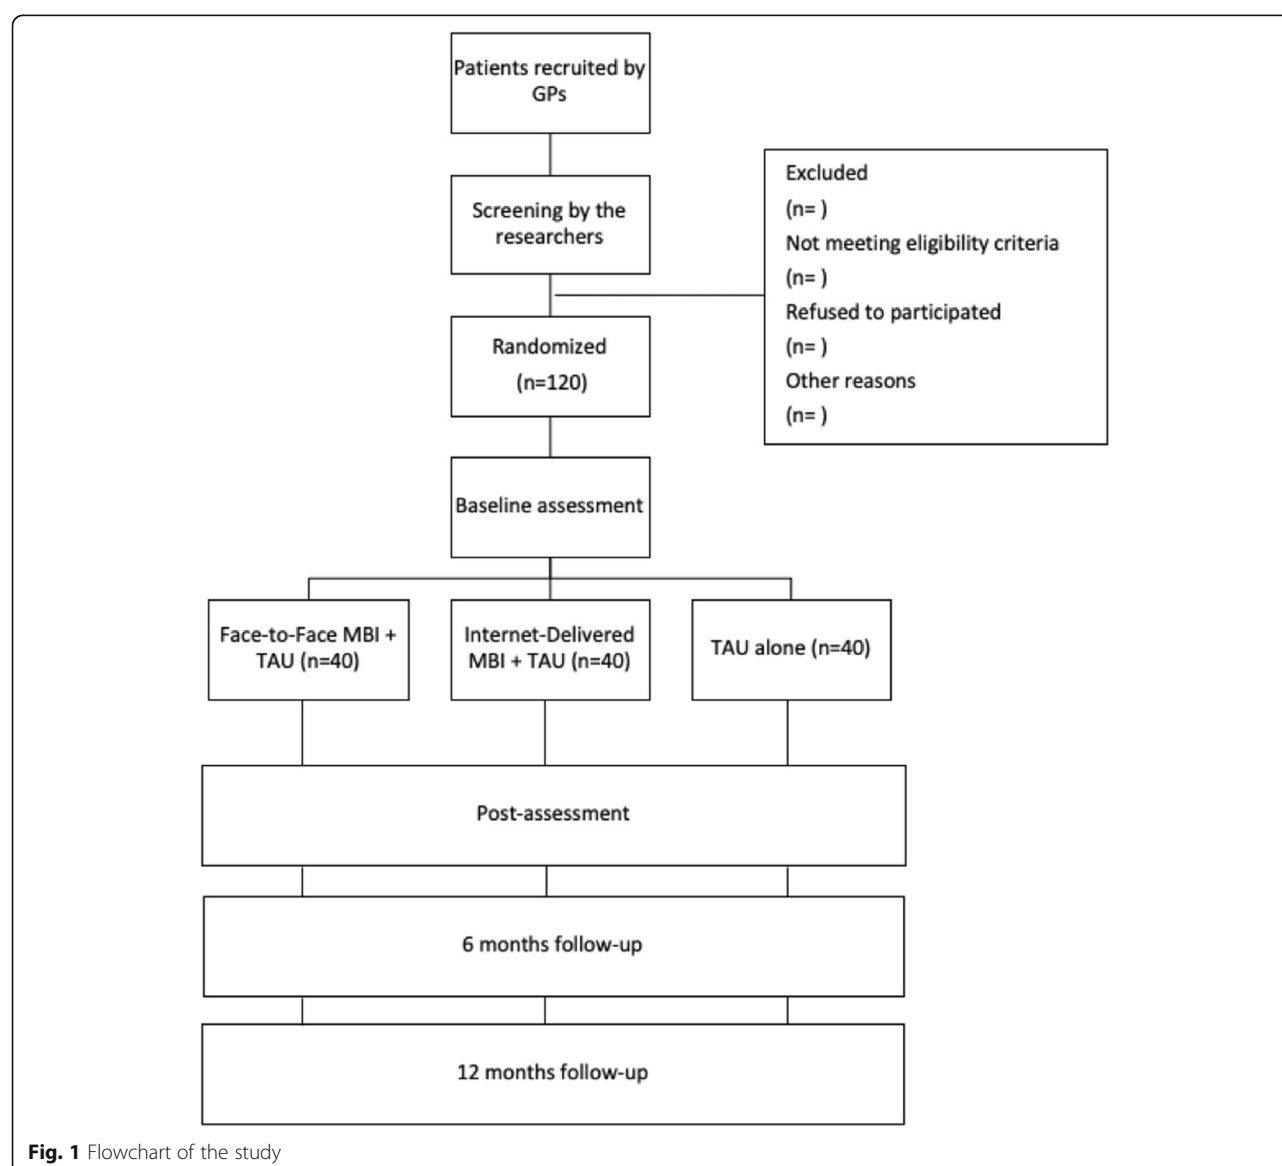 Patients recruited by
GPs
Screening by the
researchers
Excluded
(n= )
Not meeting eligibility criteria
(n= )
Refused to participated
(n= )
Other reasons
(n= )
Randomized
(n=120)
Baseline assessment
Face-to-Face MBI +
TAU (n=40)
Internet-Delivered
MBI + TAU (n=40)
TAU alone (n=40)
Post-assessment
6 months follow-up
12 months follow-up
Fig. 1 Flowchart of the study